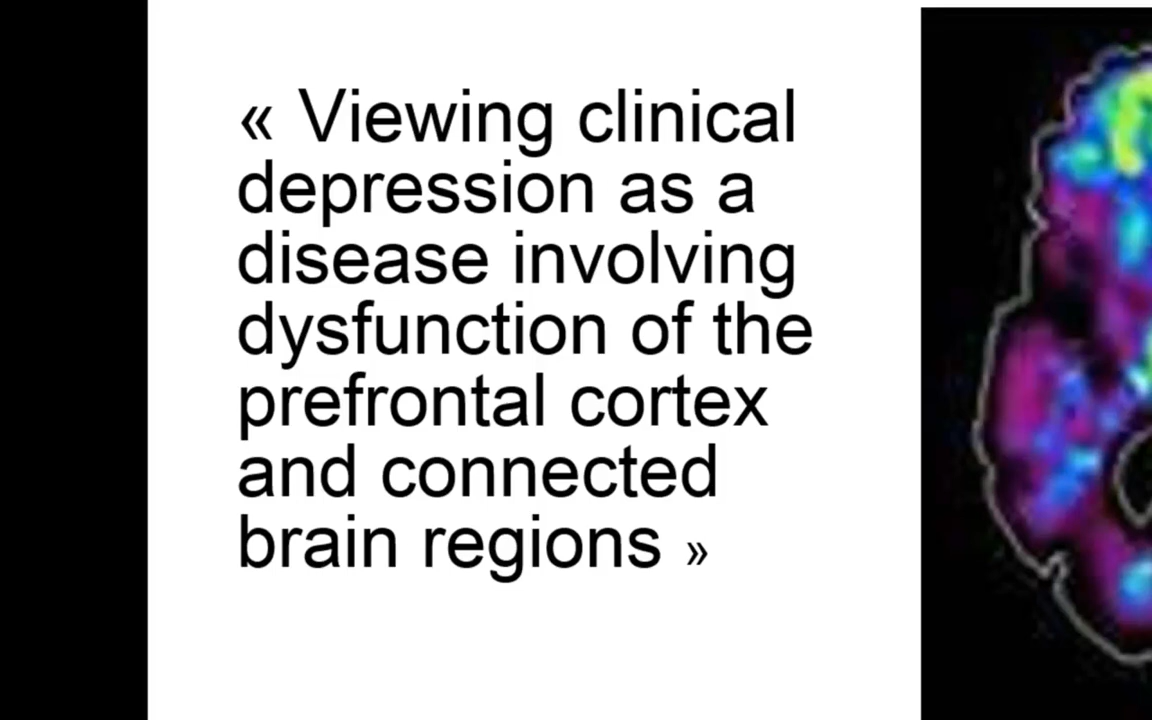 « Viewing clinical
depression as a
disease involving
dysfunction of the
prefrontal cortex
and connected
brain regions »